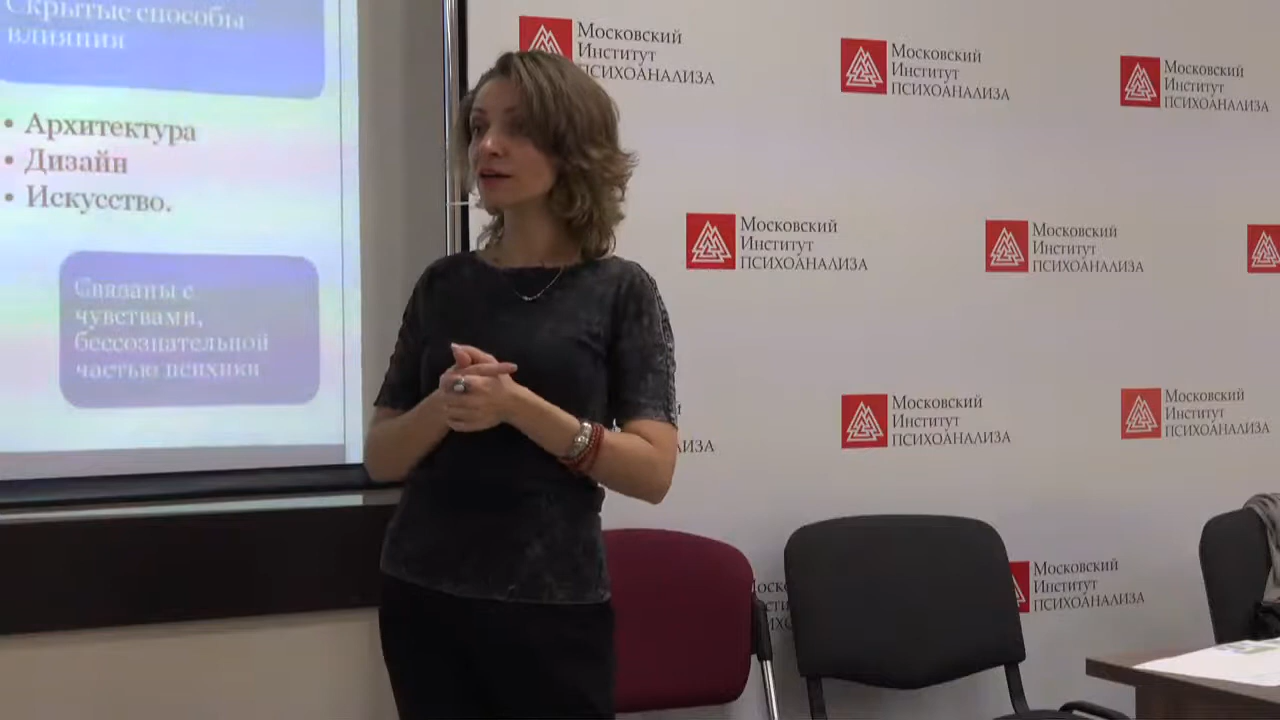 Скрытые способы
влияния
• Архитектура
• Дизайн
• Искусство.
Связаны с
чувствами,
бессознательной
частью психики
Московский
Институт
ПСИХОАНАЛИЗА
Московский
Институт
ПСИХОАНАЛИЗА
Московский
Институт
ПСИХОАНАЛИЗА
Московский
Институт
ПСИХОАНАЛИЗА
Московский
Институт
ПСИХОАНАЛИЗА
Московский
Институт
ПСИХОАНАЛИЗА
Московский
Институт
ПСИХОАНАЛИЗА
Московский
Институт
ПСИХОАНАЛИЗА